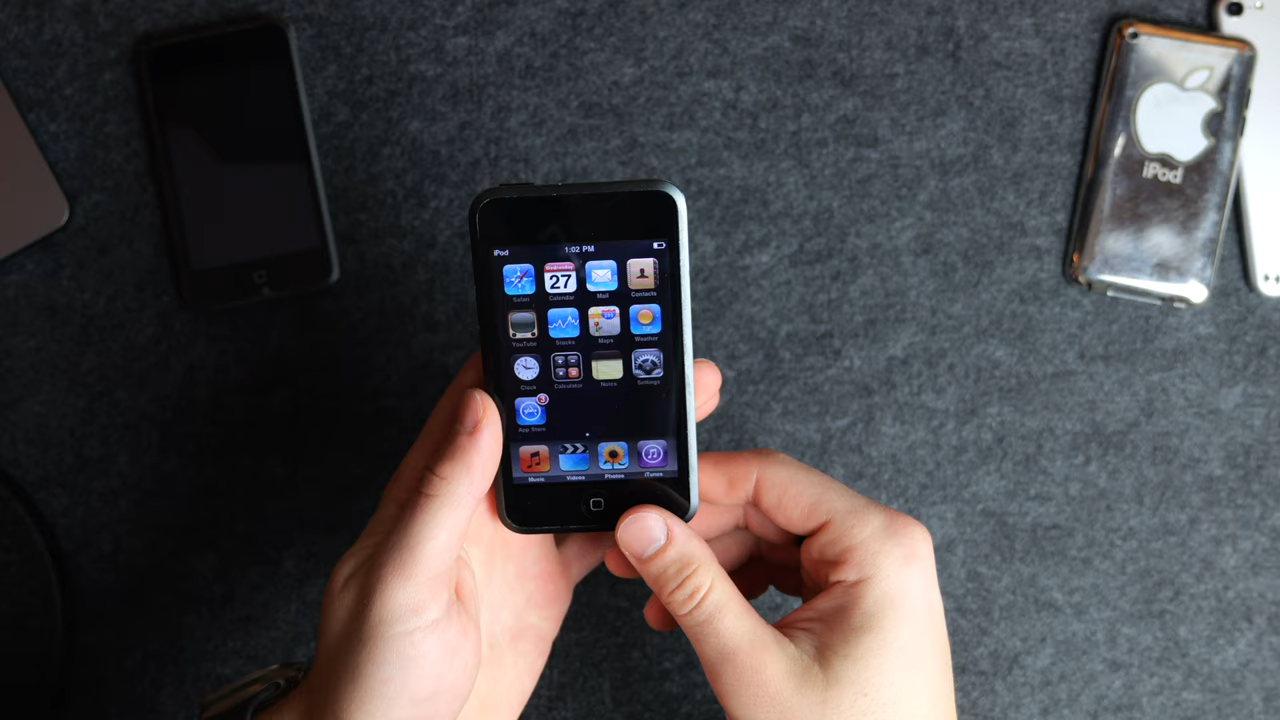 iPod 1:02 PM
Wednesday
27
Safari Calendar Mail Contacts
YouTube Stocks Maps Weather
Clock Calculator Notes Settings
3
App Store
Music Videos Photos iTunes
iPod